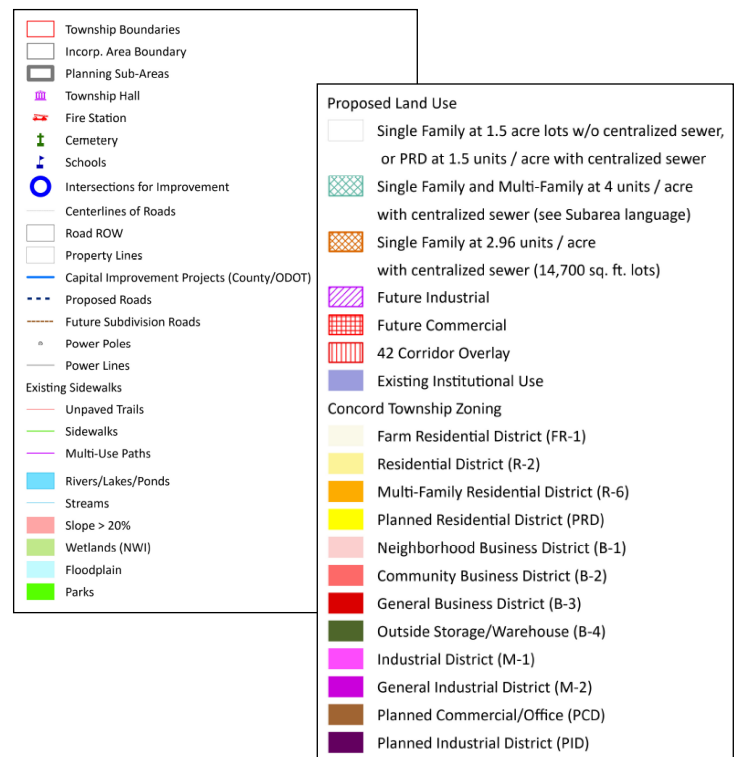 Township Boundaries
Incorp. Area Boundary
Planning Sub-Areas
Township Hall
Fire Station
Cemetery
Schools
Intersections for Improvement
Centerlines of Roads
Road ROW
Property Lines
Capital Improvement Projects (County/ODOT)
Proposed Roads
Future Subdivision Roads
Power Poles
Power Lines
Existing Sidewalks
Unpaved Trails
Sidewalks
Multi-Use Paths
Rivers/Lakes/Ponds
Streams
Slope > 20%
Wetlands (NWI)
Floodplain
Parks
Proposed Land Use
Single Family at 1.5 acre lots w/o centralized sewer,
or PRD at 1.5 units / acre with centralized sewer
Single Family and Multi-Family at 4 units / acre
with centralized sewer (see Subarea language)
Single Family at 2.96 units / acre
with centralized sewer (14,700 sq. ft. lots)
Future Industrial
Future Commercial
42 Corridor Overlay
Existing Institutional Use
Concord Township Zoning
Farm Residential District (FR-1)
Residential District (R-2)
Multi-Family Residential District (R-6)
Planned Residential District (PRD)
Neighborhood Business District (B-1)
Community Business District (B-2)
General Business District (B-3)
Outside Storage/Warehouse (B-4)
Industrial District (M-1)
General Industrial District (M-2)
Planned Commercial/Office (PCD)
Planned Industrial District (PID)